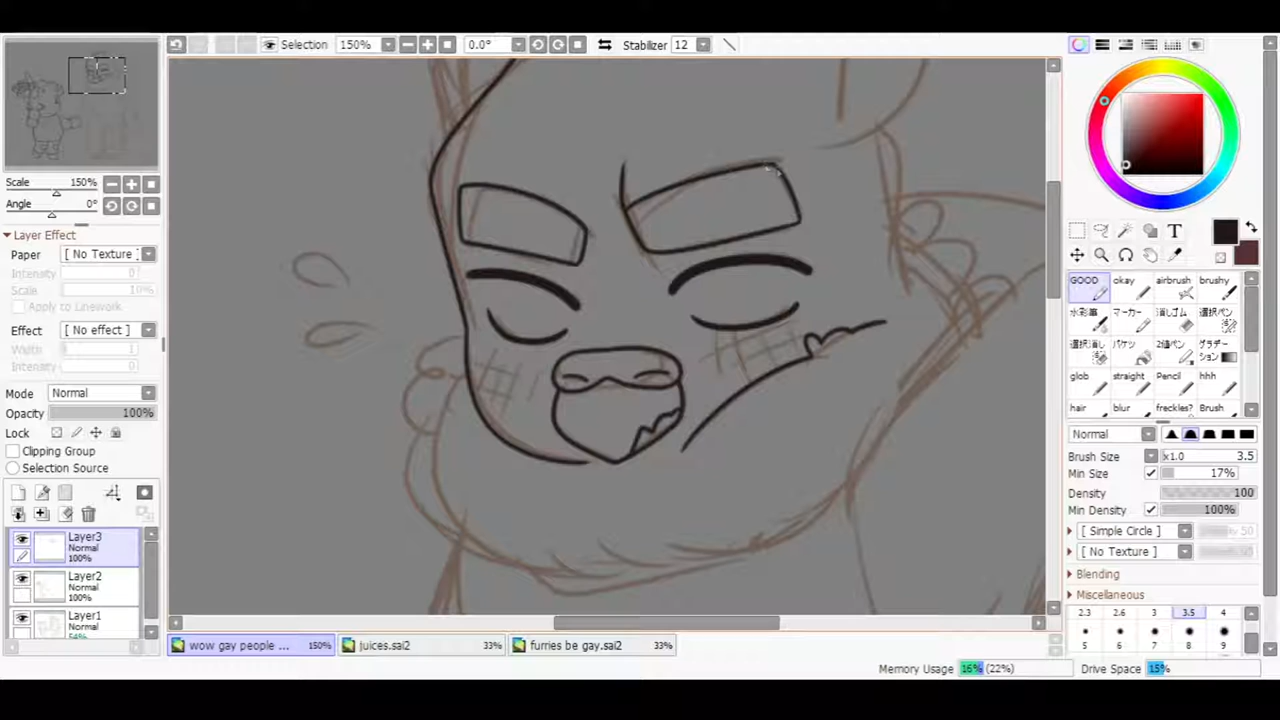 Selection 150% 0.0° Stabilizer 12
Scale 150%
Angle 0°
Layer Effect
Paper [ No Texture ]
Intensity 0
Scale 10%
Apply to Linework
Effect [ No effect ]
Width 1
Intensity
Mode Normal
Opacity 100%
Lock
Clipping Group
Selection Source
Layer3
Normal
100%
Layer2
Normal
100%
Layer1
Normal
54%
T
GOOD okay airbrush brushy
水彩筆 マーカー 消しゴム 選択ペン
選択消し バケツ 2値ペン グラデーション
glob straight Pencil hhh
hair blur freckles? Brush
Normal
Brush Size x1.0 3.5
Min Size 17%
Density 100
Min Density 100%
[ Simple Circle ] 50
[ No Texture ]
Blending
Miscellaneous
2.3 2.6 3 3.5 4
5 6 7 8 9
wow gay people ... 150% juices.sai2 33% furries be gay.sai2 33%
Memory Usage 16% (22%) Drive Space 15%